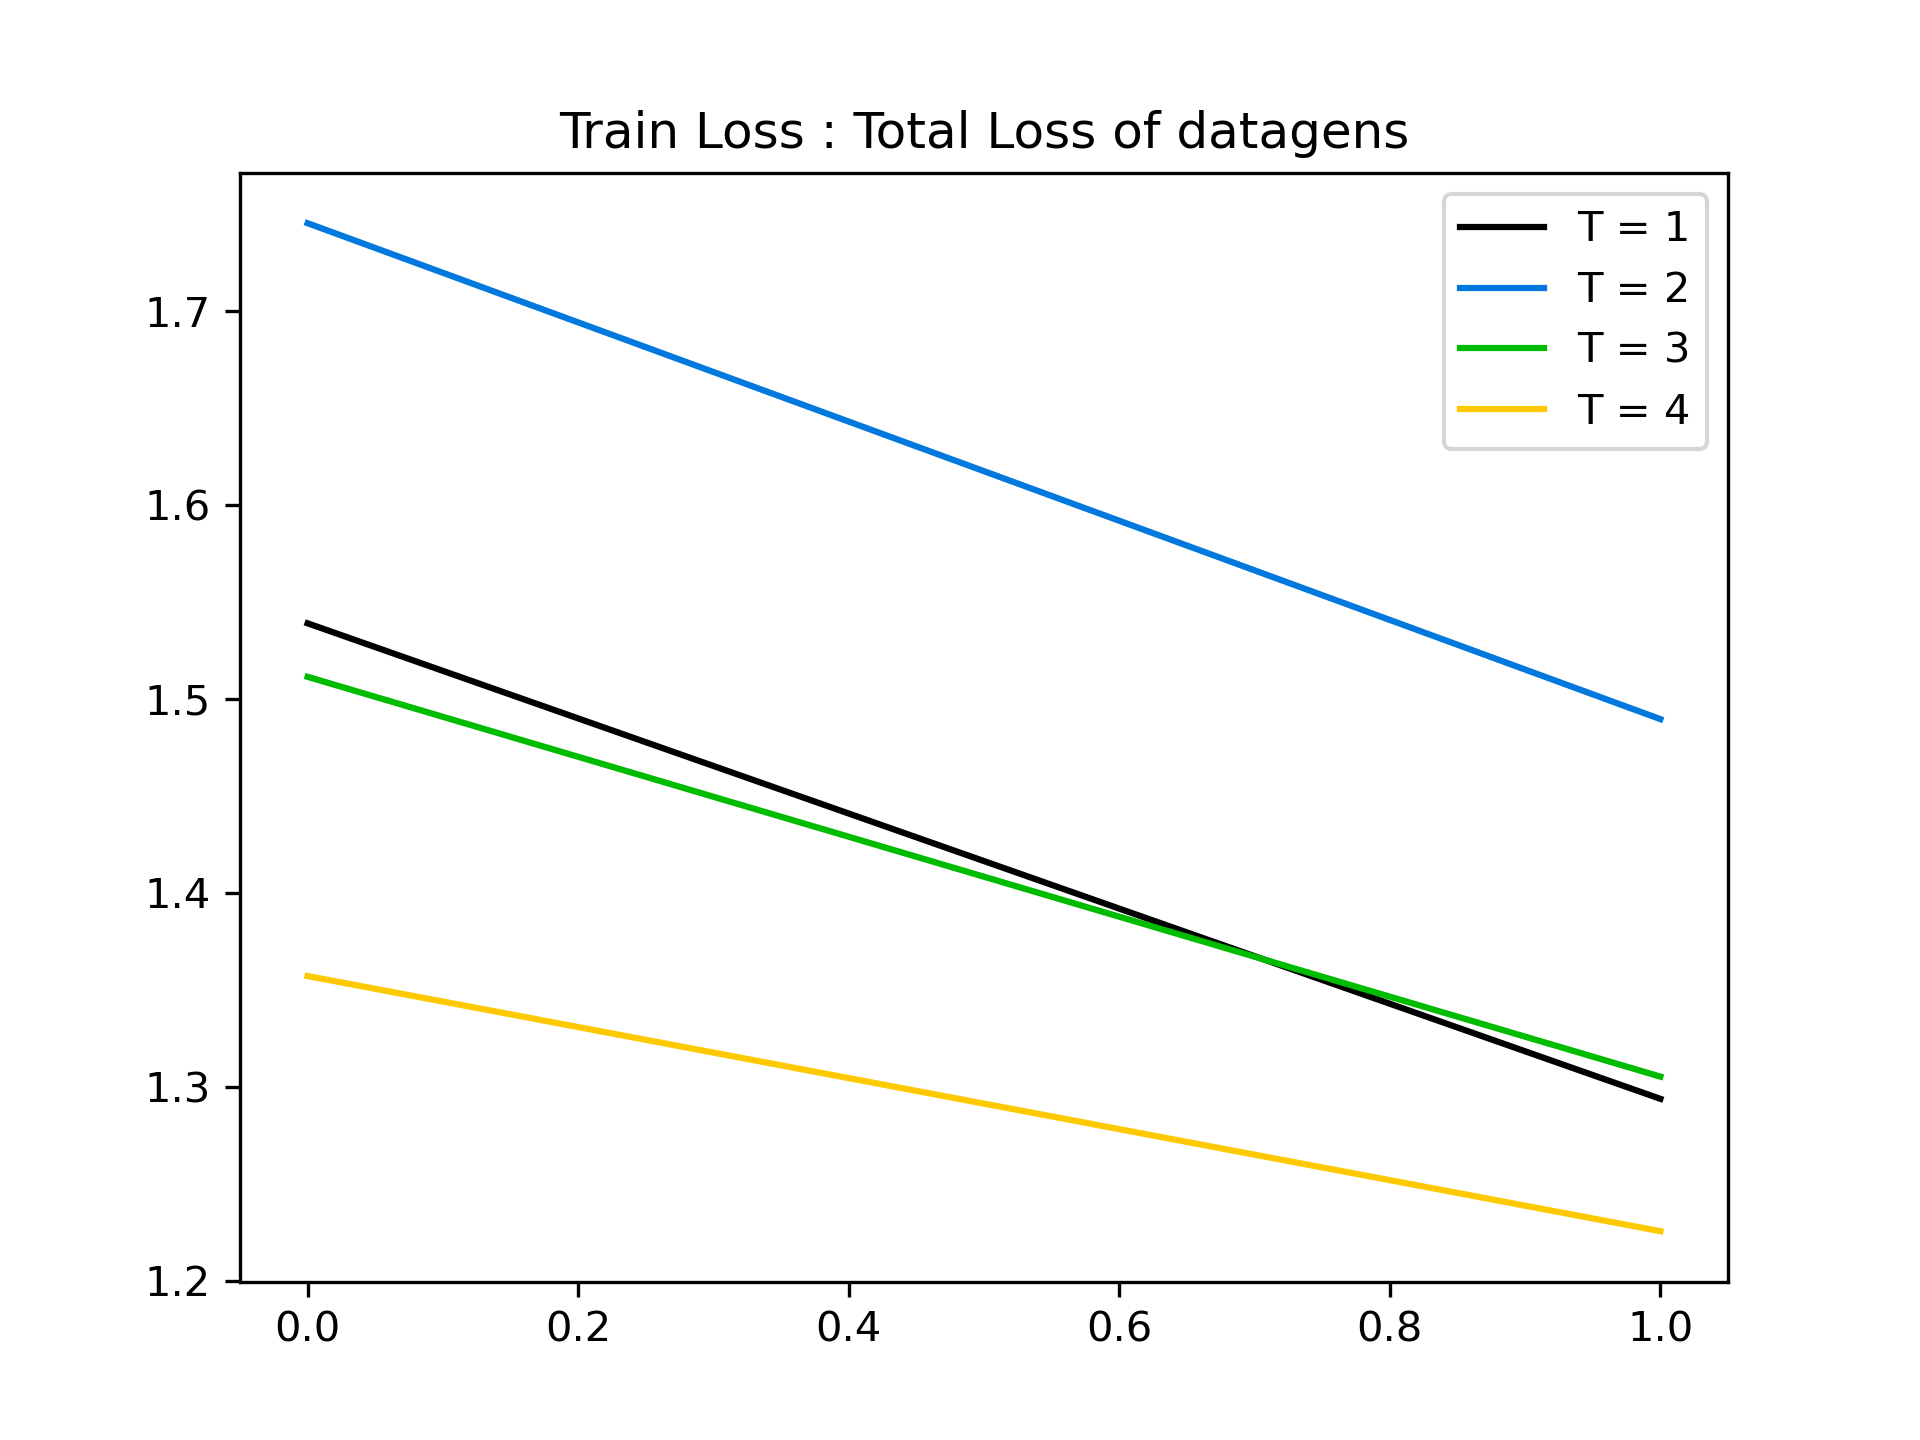 Train Loss : Total Loss of datagens
T = 1
T = 2
T = 3
T = 4
1.7
1.6
1.5
1.4
1.3
1.2
0.0 0.2 0.4 0.6 0.8 1.0